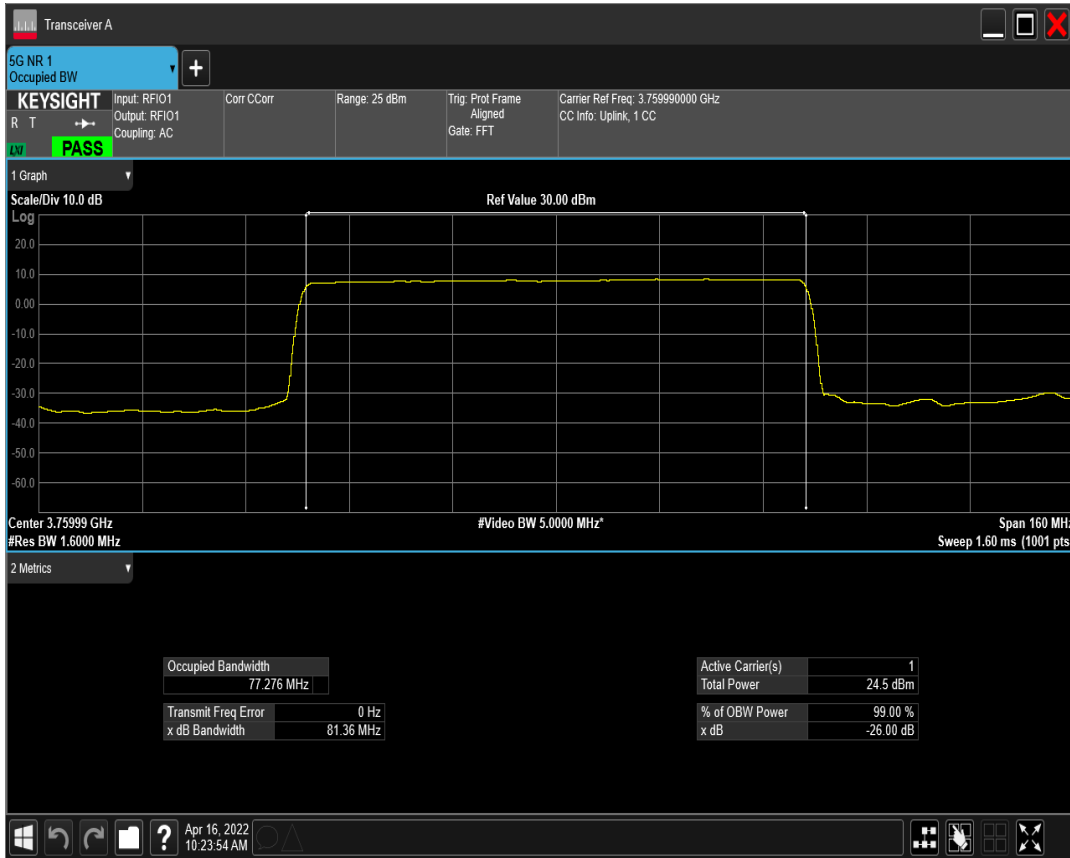 Transceiver A
5G NR 1
Occupied BW
KEYSIGHT
R T
LXI
PASS
Input: RFIO1
Output: RFIO1
Coupling: AC
Corr CCorr
Range: 25 dBm
Trig: Prot Frame
Aligned
Gate: FFT
Carrier Ref Freq: 3.759990000 GHz
CC Info: Uplink, 1 CC
1 Graph
Scale/Div 10.0 dB
Ref Value 30.00 dBm
Log
20.0
10.0
0.00
-10.0
-20.0
-30.0
-40.0
-50.0
-60.0
Center 3.75999 GHz
#Video BW 5.0000 MHz*
Span 160 MHz
#Res BW 1.6000 MHz
Sweep 1.60 ms (1001 pts
2 Metrics
Occupied Bandwidth
77.276 MHz
Transmit Freq Error 0 Hz
x dB Bandwidth 81.36 MHz
Active Carrier(s) 1
Total Power 24.5 dBm
% of OBW Power 99.00 %
x dB -26.00 dB
?
Apr 16, 2022
10:23:54 AM